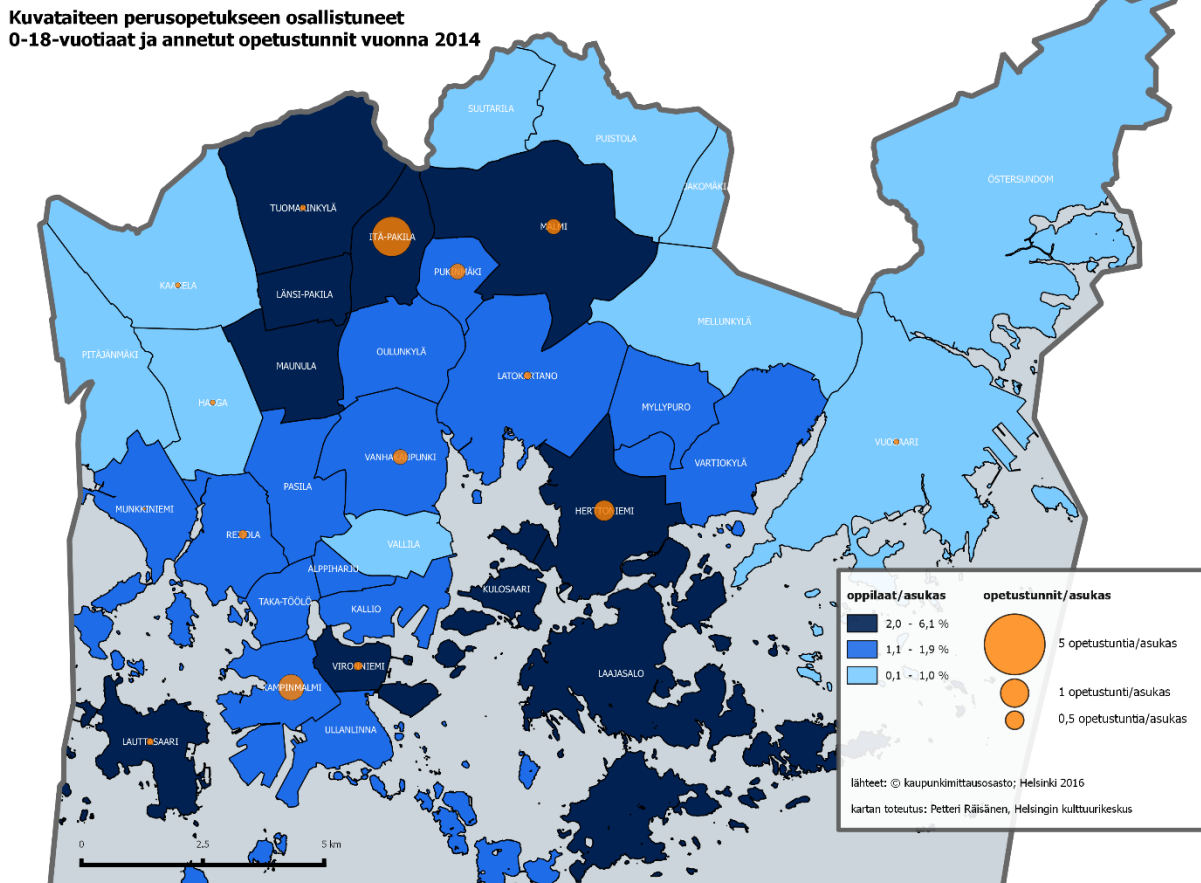 Kuvataiteen perusopetukseen osallistuneet
0-18-vuotiaat ja annetut opetustunnit vuonna 2014
SUUTARILA
PUISTOLA
JAKOMÄKI
ÖSTERSUNDOM
TUOMARINKYLÄ
ITÄ-PAKILA
MALMI
PUKINMÄKI
KAARELA
LÄNSI-PAKILA
MELLUNKYLÄ
PITÄJÄNMÄKI
MAUNULA
OULUNKYLÄ
LATOKARTANO
HAAGA
MYLLYPURO
VUOSAARI
VANHAKAUPUNKI
VARTIOKYLÄ
PASILA
MUNKKINIEMI
HERTTONIEMI
REIJOLA
VALLILA
ALPPIHARJU
KULOSAARI
TAKA-TÖÖLÖ
KALLIO
VIRONNIEMI
LAAJASALO
KAMPINMALMI
ULLANLINNA
LAUTTASAARI
oppilaat/asukas
2,0 - 6,1 %
1,1 - 1,9 %
0,1 - 1,0 %
opetustunnit/asukas
5 opetustuntia/asukas
1 opetustunti/asukas
0,5 opetustuntia/asukas
lähteet: © kaupunkimittausosasto; Helsinki 2016
kartan toteutus: Petteri Räisänen, Helsingin kulttuurikeskus
0 2.5 5 km